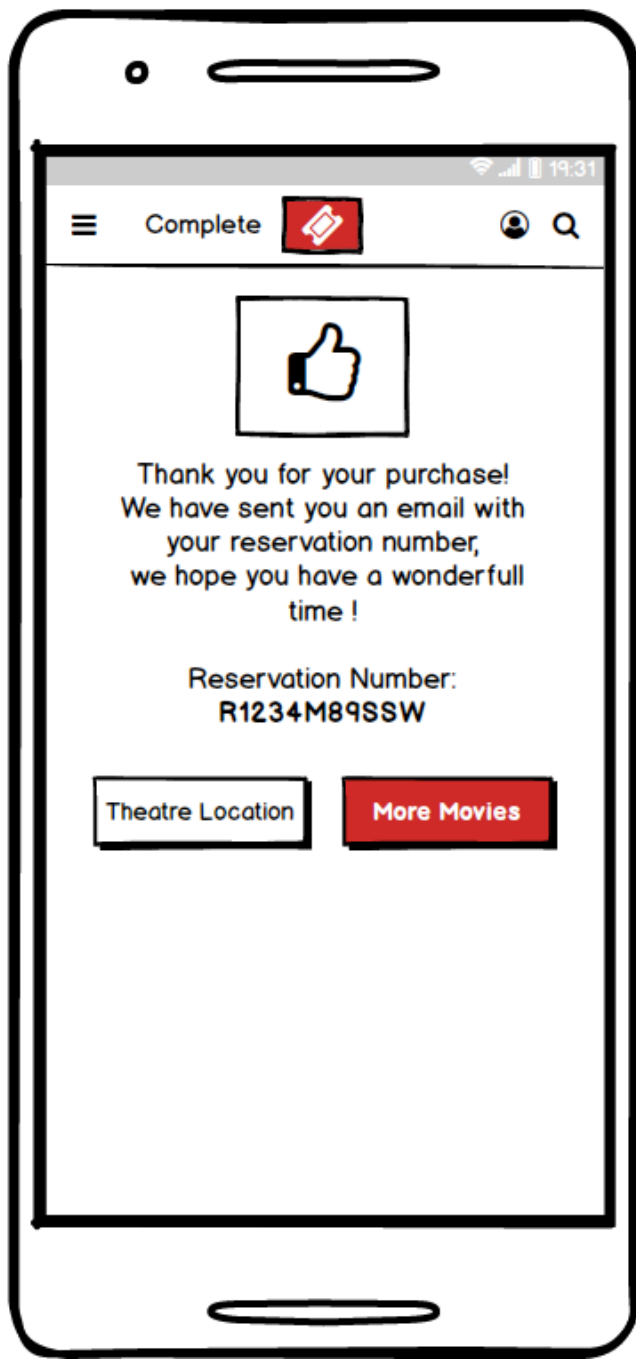 19:31
Complete
Thank you for your purchase!
We have sent you an email with
your reservation number,
we hope you have a wonderfull
time !
Reservation Number:
R1234M89SSW
Theatre Location
More Movies